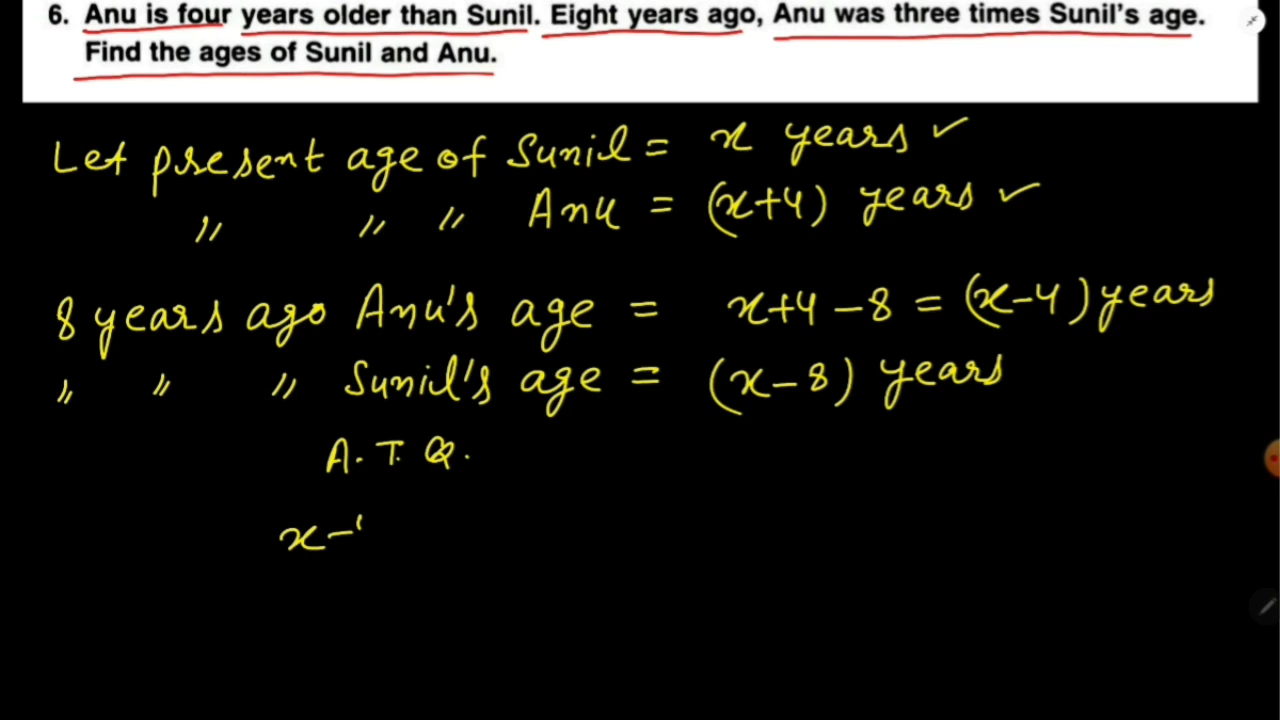 6. Anu is four years older than Sunil. Eight years ago, Anu was three times Sunil's age.
Find the ages of Sunil and Anu.
Let present age of Sunil = x years ✓
" " " Anu = (x+4) years ✓
8 years ago Anu's age = x+4-8 = (x-4) years
" " " Sunil's age = (x-8) years
A.T.Q.
x-